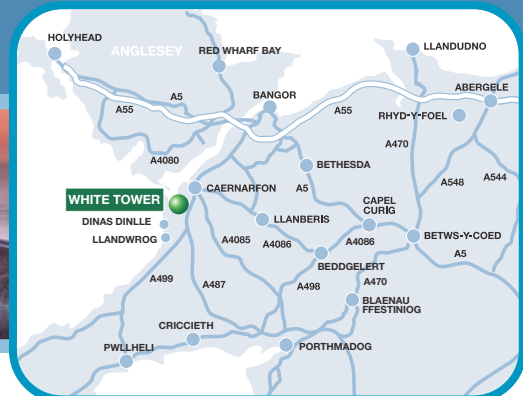 HOLYHEAD
ANGLESEY
RED WHARF BAY
LLANDUDNO
A5
A55
BANGOR
A55
ABERGELE
RHYD-Y-FOEL
A470
A4080
BETHESDA
A5
A548
A544
WHITE TOWER
CAERNARFON
CAPEL
CURIG
DINAS DINLLE
LLANBERIS
LLANDWROG
A4085
A4086
A4086
BETWS-Y-COED
A5
BEDDGELERT
A499
A487
A498
A470
BLAENAU
FFESTINIOG
CRICCIETH
PWLLHELI
PORTHMADOG